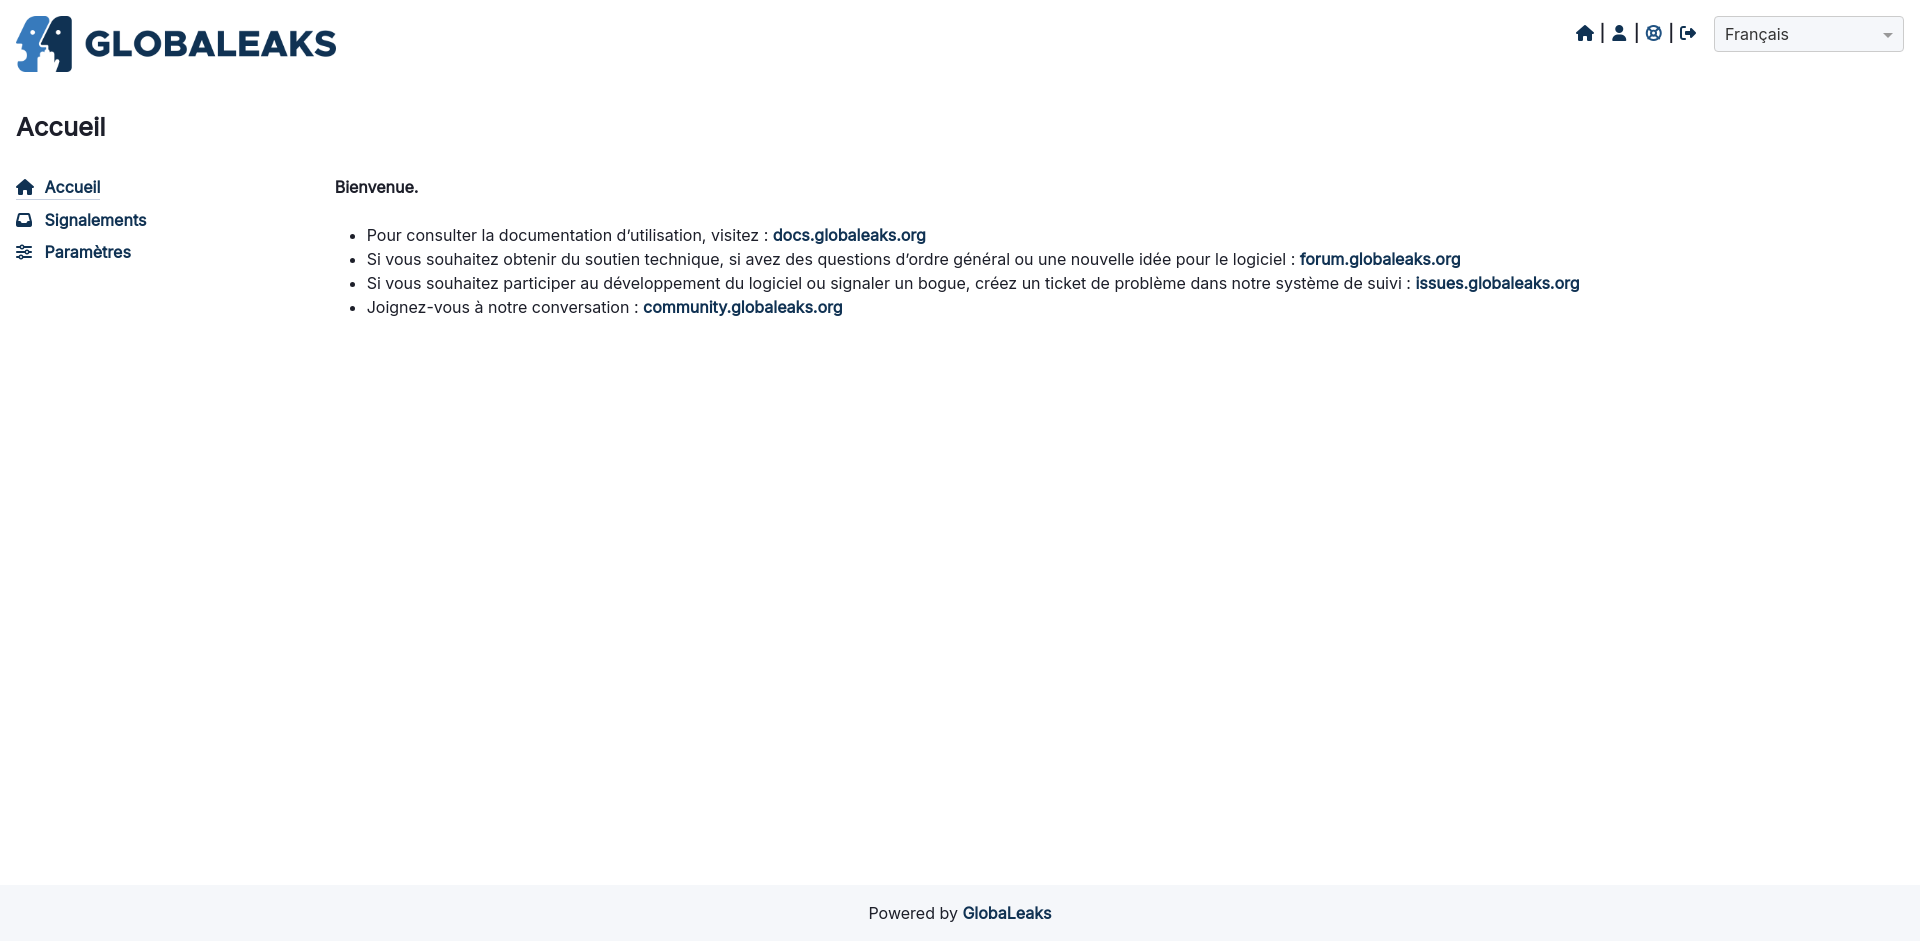 GLOBALEAKS
Français
Accueil
Accueil
Signalements
Paramètres
Bienvenue.
Pour consulter la documentation d’utilisation, visitez : docs.globaleaks.org
Si vous souhaitez obtenir du soutien technique, si avez des questions d’ordre général ou une nouvelle idée pour le logiciel : forum.globaleaks.org
Si vous souhaitez participer au développement du logiciel ou signaler un bogue, créez un ticket de problème dans notre système de suivi : issues.globaleaks.org
Joignez-vous à notre conversation : community.globaleaks.org
Powered by GlobaLeaks